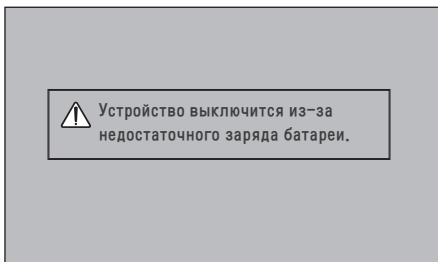 Устройство выключится из-за
недостаточного заряда батареи.